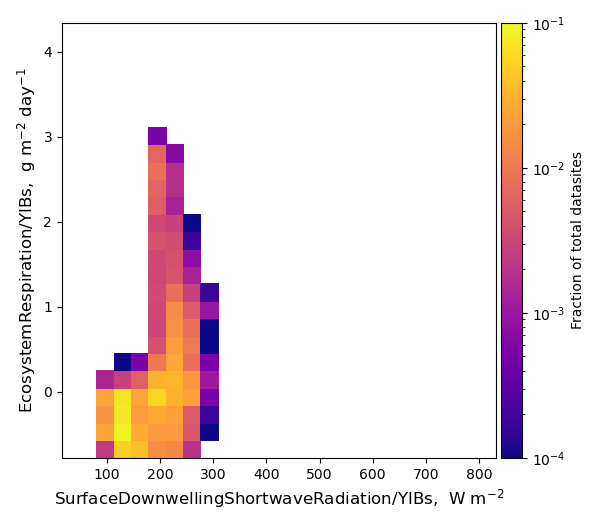 4
3
2
1
0
100 200 300 400 500 600 700 800
EcosystemRespiration/YIBs, g m⁻² day⁻¹
SurfaceDownwellingShortwaveRadiation/YIBs, W m⁻²
10⁻¹
10⁻²
10⁻³
10⁻⁴
Fraction of total datasites